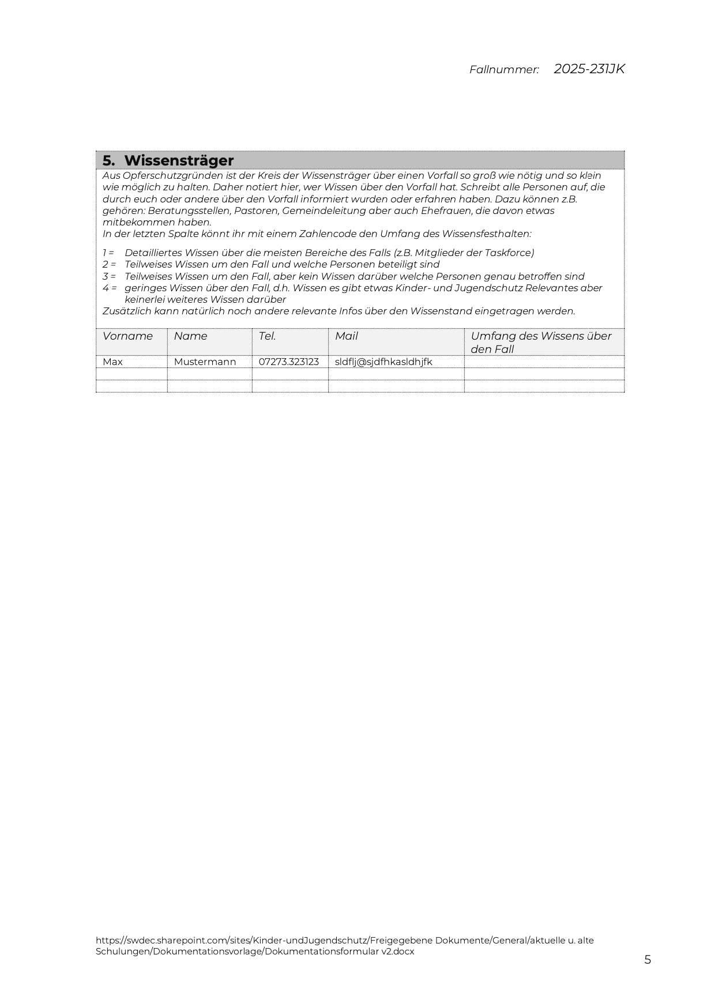 Fallnummer: 2025-231JK
5. Wissensträger
Aus Opferschutzgründen ist der Kreis der Wissensträger über einen Vorfall so groß wie nötig und so klein
wie möglich zu halten. Daher notiert hier, wer Wissen über den Vorfall hat. Schreibt alle Personen auf, die
durch euch oder andere über den Vorfall informiert wurden oder erfahren haben. Dazu können z.B.
gehören: Beratungsstellen, Pastoren, Gemeindeleitung aber auch Ehefrauen, die davon etwas
mitbekommen haben.
In der letzten Spalte könnt ihr mit einem Zahlencode den Umfang des Wissensfesthalten:
1 = Detailliertes Wissen über die meisten Bereiche des Falls (z.B. Mitglieder der Taskforce)
2 = Teilweises Wissen um den Fall und welche Personen beteiligt sind
3 = Teilweises Wissen um den Fall, aber kein Wissen darüber welche Personen genau betroffen sind
4 = geringes Wissen über den Fall, d.h. Wissen es gibt etwas Kinder- und Jugendschutz Relevantes aber
keinerlei weiteres Wissen darüber
Zusätzlich kann natürlich noch andere relevante Infos über den Wissenstand eingetragen werden.
Vorname Name Tel. Mail Umfang des Wissens über
den Fall
Max Mustermann 07273.323123 sldflj@sjdfhkasldhjfk
https://swdec.sharepoint.com/sites/Kinder-undJugendschutz/Freigegebene Dokumente/General/aktuelle u. alte
Schulungen/Dokumentationsvorlage/Dokumentationsformular v2.docx
5